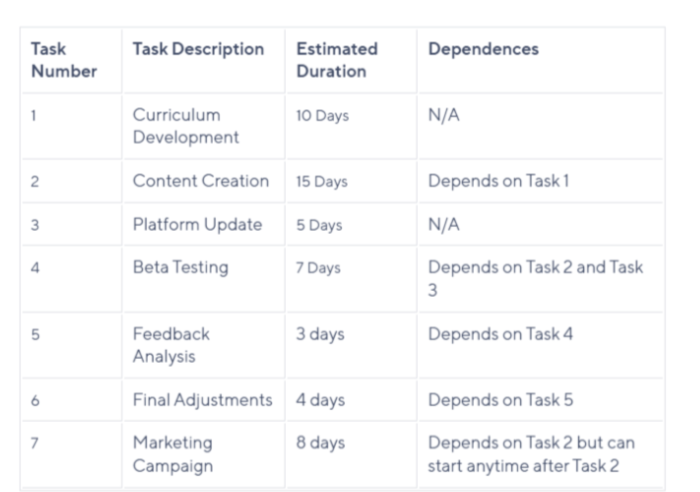 Task Number
Task Description
Estimated Duration
Dependences
1
Curriculum Development
10 Days
N/A
2
Content Creation
15 Days
Depends on Task 1
3
Platform Update
5 Days
N/A
4
Beta Testing
7 Days
Depends on Task 2 and Task 3
5
Feedback Analysis
3 days
Depends on Task 4
6
Final Adjustments
4 days
Depends on Task 5
7
Marketing Campaign
8 days
Depends on Task 2 but can start anytime after Task 2